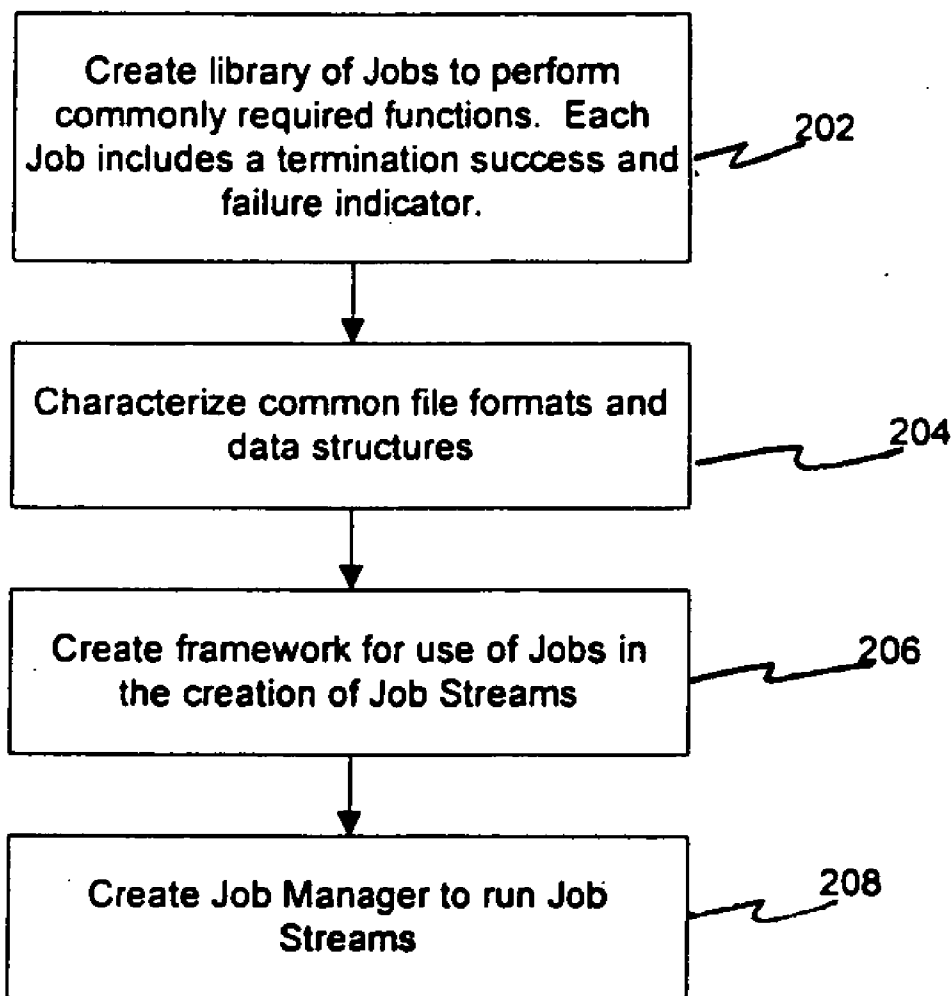 Create library of Jobs to perform
commonly required functions. Each
Job includes a termination success and
failure indicator.
202
Characterize common file formats and
data structures
204
Create framework for use of Jobs in
the creation of Job Streams
206
Create Job Manager to run Job
Streams
208